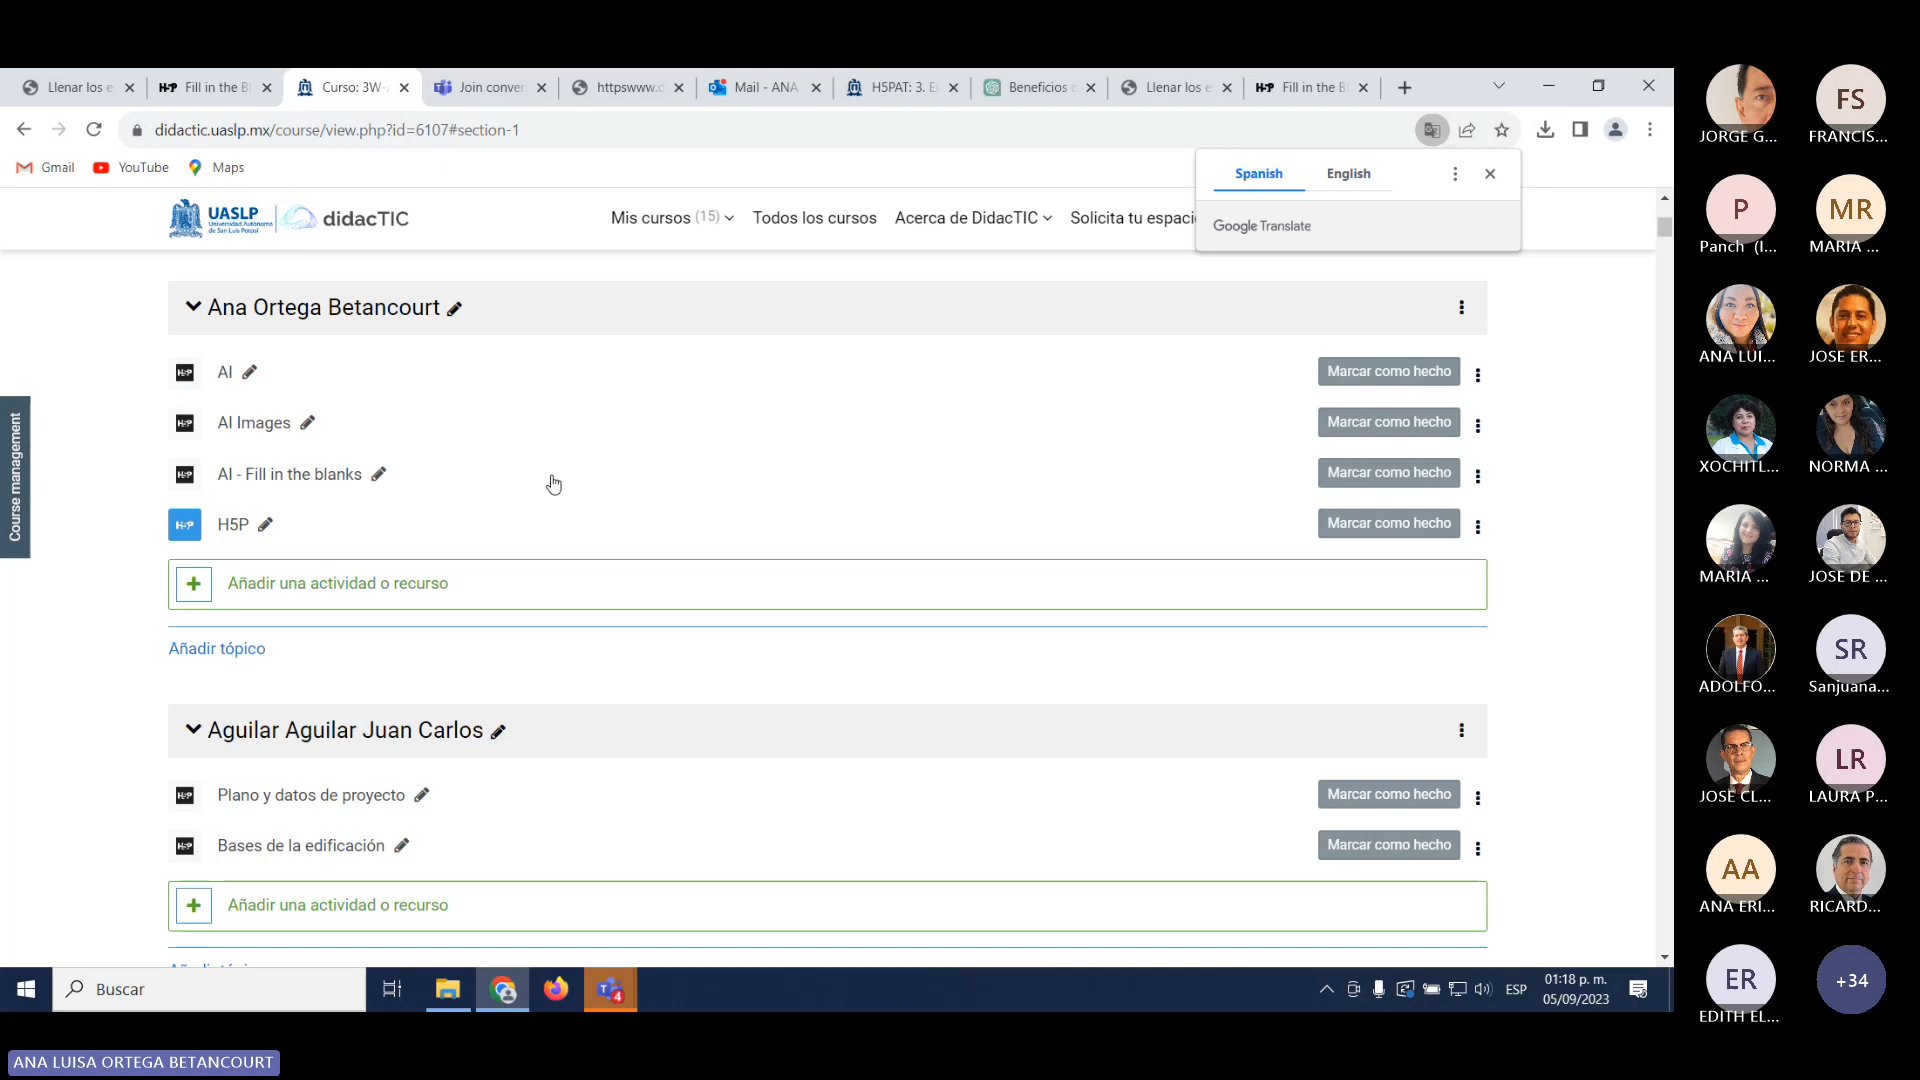 Llenar los e
H-P Fill in the B
Curso: 3W-
Join conver
httpswww.d
Mail - ANA
H5PAT: 3. E
Beneficios
Llenar los e
H-P Fill in the B
didactic.uaslp.mx/course/view.php?id=6107#section-1
Gmail
YouTube
Maps
Spanish
English
Google Translate
UASLP
Universidad Autónoma
de San Luis Potosí
didacTIC
Mis cursos (15)
Todos los cursos
Acerca de DidacTIC
Solicita tu espaci
Course management
Ana Ortega Betancourt
H-P AI Marcar como hecho
H-P AI Images Marcar como hecho
H-P AI - Fill in the blanks Marcar como hecho
H-P H5P Marcar como hecho
+ Añadir una actividad o recurso
Añadir tópico
Aguilar Aguilar Juan Carlos
H-P Plano y datos de proyecto Marcar como hecho
H-P Bases de la edificación Marcar como hecho
+ Añadir una actividad o recurso
Buscar
4
ESP
01:18 p. m.
05/09/2023
JORGE G...
FS
FRANCIS...
P
Panch (I...
MR
MARIA ...
ANA LUI...
JOSE ER...
XOCHITL...
NORMA ...
MARIA ...
JOSE DE ...
ADOLFO...
SR
Sanjuana...
JOSE CL...
LR
LAURA P...
AA
ANA ERI...
RICARD...
ER
EDITH EL...
+34
ANA LUISA ORTEGA BETANCOURT